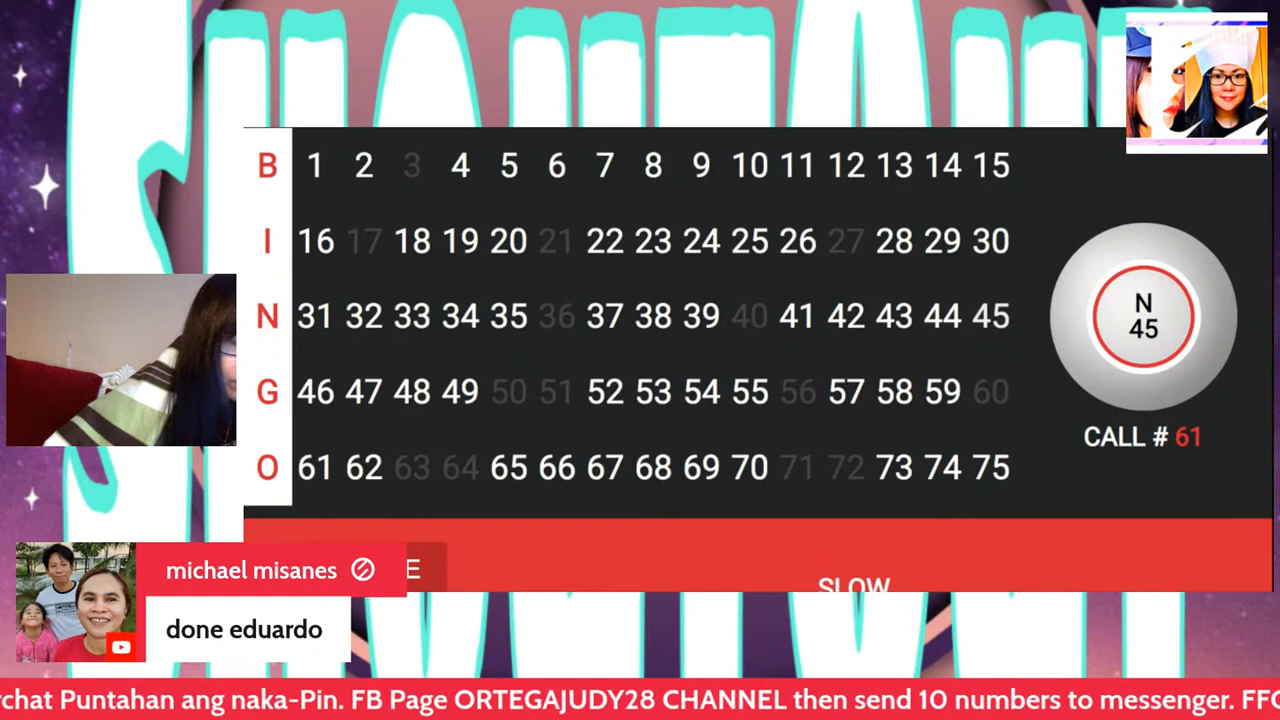 B 1 2 3 4 5 6 7 8 9 10 11 12 13 14 15
I 16 17 18 19 20 21 22 23 24 25 26 27 28 29 30
N 31 32 33 34 35 36 37 38 39 40 41 42 43 44 45
G 46 47 48 49 50 51 52 53 54 55 56 57 58 59 60
O 61 62 63 64 65 66 67 68 69 70 71 72 73 74 75
N
45
CALL # 61
E
SLOW
michael misanes
done eduardo
rchat Puntahan ang naka-Pin. FB Page ORTEGAJUDY28 CHANNEL then send 10 numbers to messenger. FFC